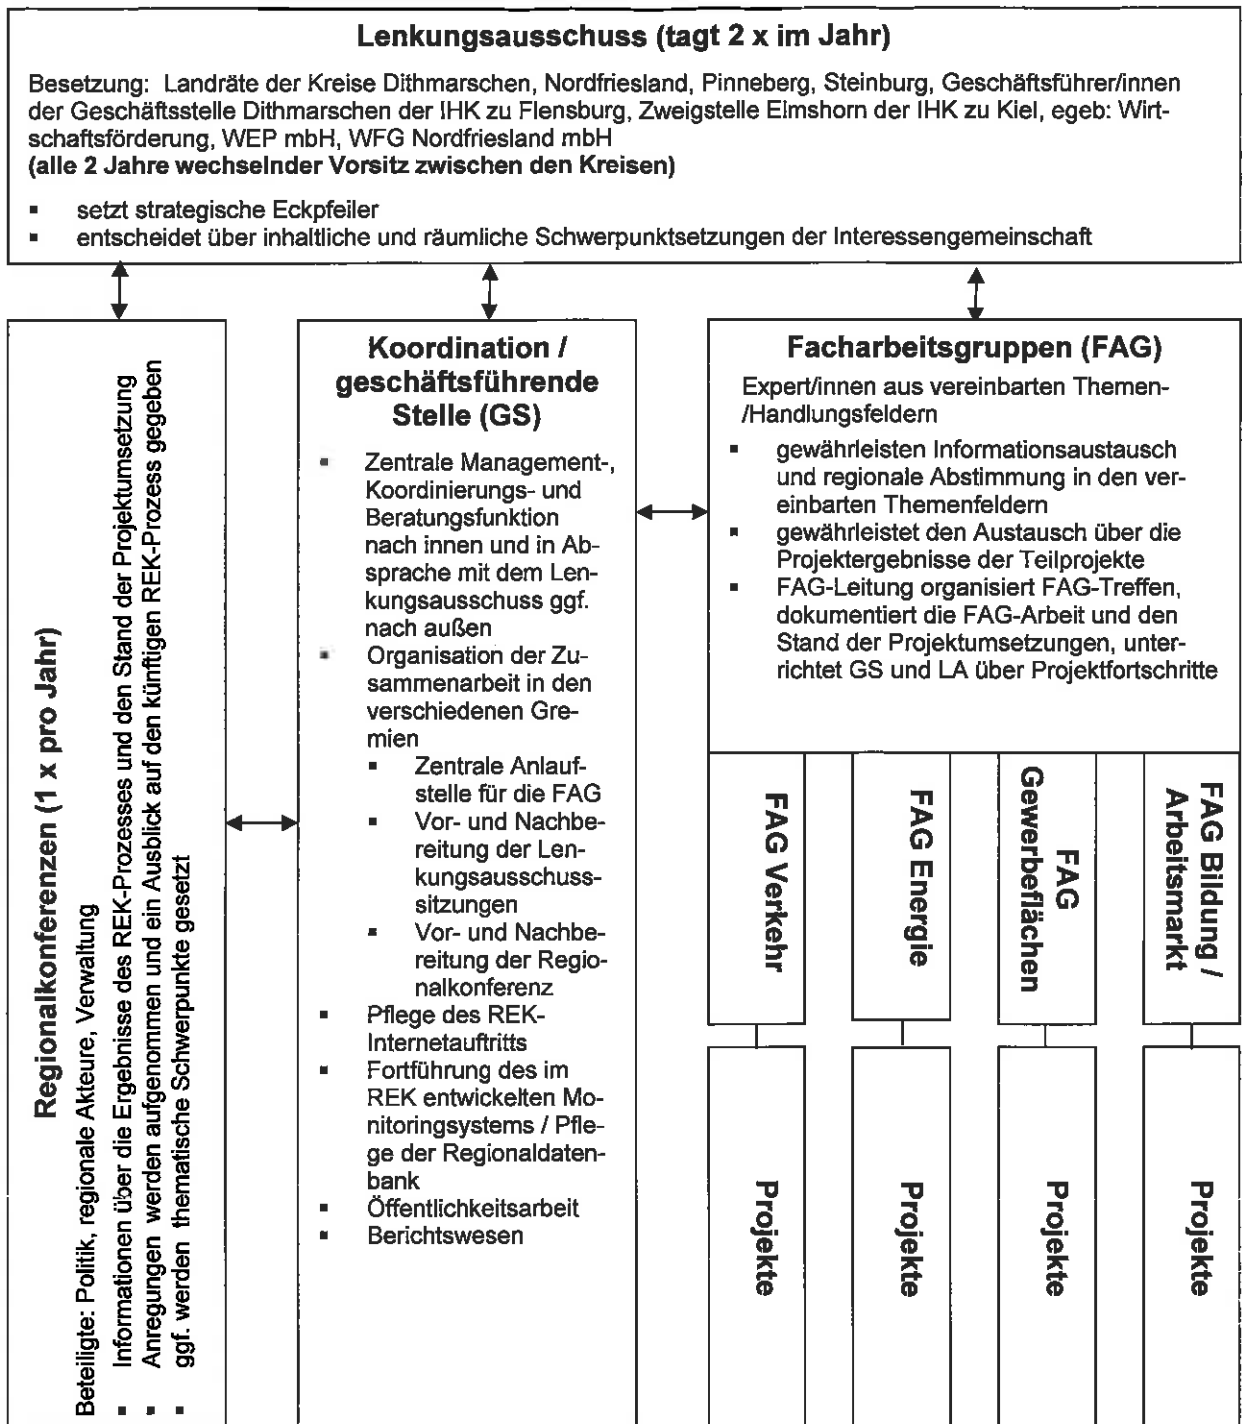 Lenkungsausschuss (tagt 2 x im Jahr)
Besetzung: Landräte der Kreise Dithmarschen, Nordfriesland, Pinneberg, Steinburg, Geschäftsführer/innen
der Geschäftsstelle Dithmarschen der IHK zu Flensburg, Zweigstelle Elmshorn der IHK zu Kiel, egeb: Wirt-
schaftsförderung, WEP mbH, WFG Nordfriesland mbH
(alle 2 Jahre wechselnder Vorsitz zwischen den Kreisen)
▪ setzt strategische Eckpfeiler
▪ entscheidet über inhaltliche und räumliche Schwerpunktsetzungen der Interessengemeinschaft
Regionalkonferenzen (1 x pro Jahr)
Beteiligte: Politik, regionale Akteure, Verwaltung
▪ Informationen über die Ergebnisse des REK-Prozesses und den Stand der Projektumsetzung
▪ Anregungen werden aufgenommen und ein Ausblick auf den künftigen REK-Prozess gegeben
▪ ggf. werden thematische Schwerpunkte gesetzt
Koordination /
geschäftsführende
Stelle (GS)
▪ Zentrale Management-,
Koordinierungs- und
Beratungsfunktion
nach innen und in Ab-
sprache mit dem Len-
kungsausschuss ggf.
nach außen
▪ Organisation der Zu-
sammenarbeit in den
verschiedenen Gre-
mien
▪ Zentrale Anlauf-
stelle für die FAG
▪ Vor- und Nachbe-
reitung der Len-
kungsausschuss-
sitzungen
▪ Vor- und Nachbe-
reitung der Regio-
nalkonferenz
▪ Pflege des REK-
Internetauftritts
▪ Fortführung des im
REK entwickelten Mo-
nitoringsystems / Pfle-
ge der Regionaldaten-
bank
▪ Öffentlichkeitsarbeit
▪ Berichtswesen
Facharbeitsgruppen (FAG)
Expert/innen aus vereinbarten Themen-
/Handlungsfeldern
▪ gewährleisten Informationsaustausch
und regionale Abstimmung in den ver-
einbarten Themenfeldern
▪ gewährleistet den Austausch über die
Projektergebnisse der Teilprojekte
▪ FAG-Leitung organisiert FAG-Treffen,
dokumentiert die FAG-Arbeit und den
Stand der Projektumsetzungen, unter-
richtet GS und LA über Projektfortschritte
FAG Verkehr
FAG Energie
FAG
Gewerbeflächen
FAG Bildung /
Arbeitsmarkt
Projekte
Projekte
Projekte
Projekte